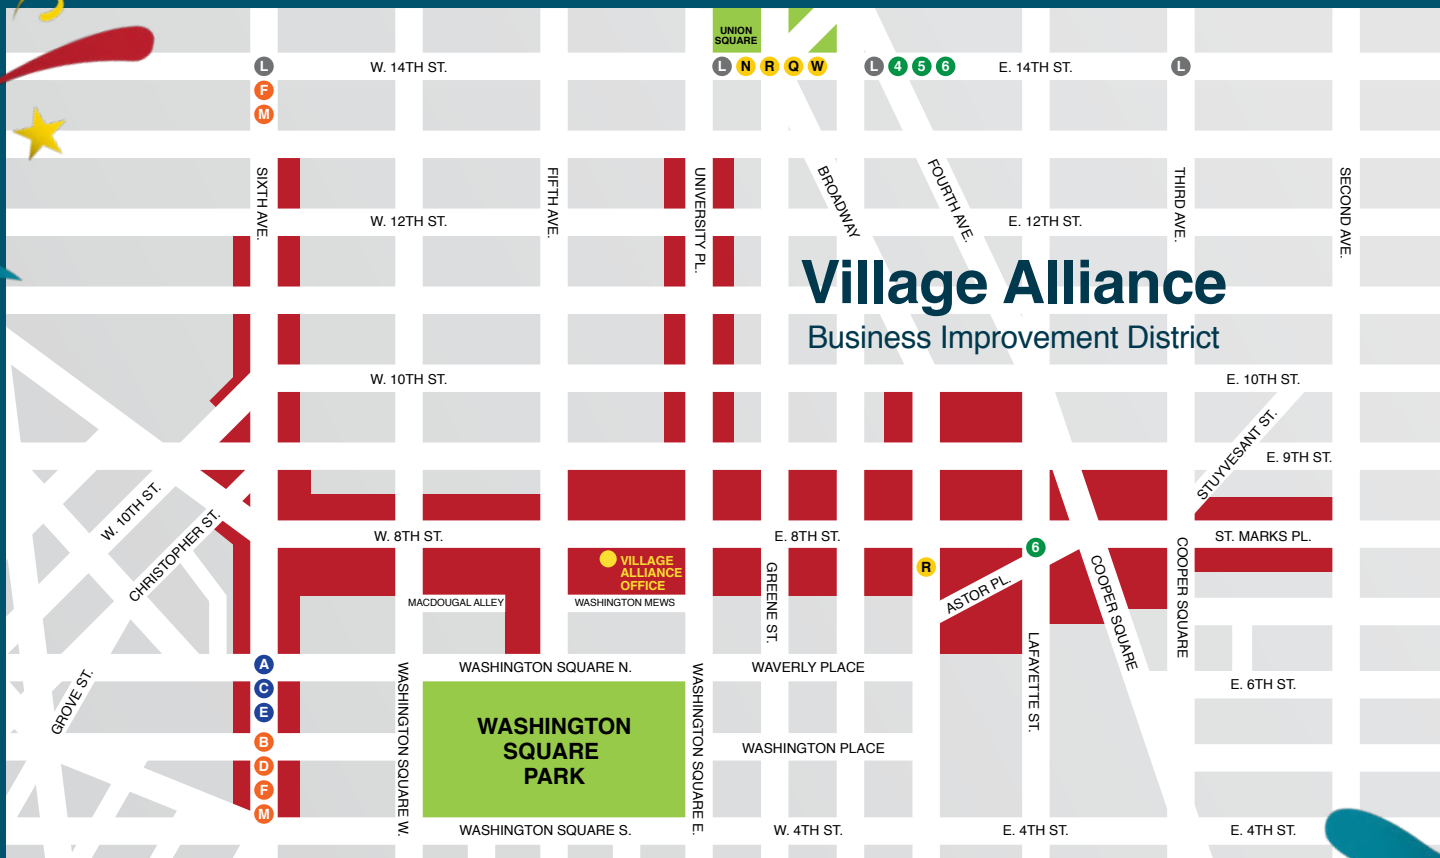 UNION
SQUARE
L
W. 14TH ST.
L N R Q W
L 4 5 6
E. 14TH ST.
L
F
M
SIXTH AVE.
FIFTH AVE.
UNIVERSITY PL.
BROADWAY
FOURTH AVE.
THIRD AVE.
SECOND AVE.
W. 12TH ST.
E. 12TH ST.
Village Alliance
Business Improvement District
W. 10TH ST.
E. 10TH ST.
STUYVESANT ST.
E. 9TH ST.
W. 10TH ST.
CHRISTOPHER ST.
W. 8TH ST.
E. 8TH ST.
ST. MARKS PL.
6
R
VILLAGE
ALLIANCE
OFFICE
GREENE ST.
ASTOR PL.
COOPER SQUARE
COOPER SQUARE
MACDOUGAL ALLEY
WASHINGTON MEWS
LAFAYETTE ST.
GROVE ST.
A
C
E
B
D
F
M
WASHINGTON SQUARE W.
WASHINGTON SQUARE N.
WASHINGTON SQUARE E.
WAVERLY PLACE
E. 6TH ST.
WASHINGTON
SQUARE
PARK
WASHINGTON PLACE
WASHINGTON SQUARE S.
W. 4TH ST.
E. 4TH ST.
E. 4TH ST.